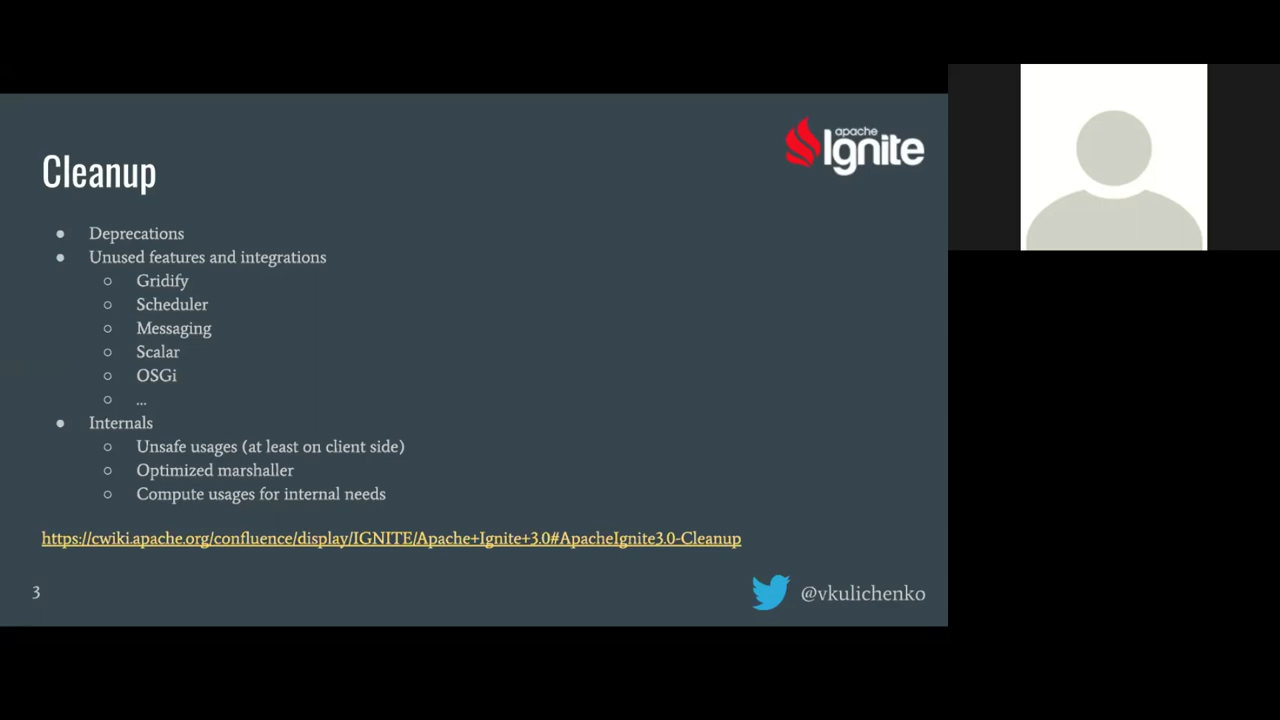 apache
Ignite
Cleanup
● Deprecations
● Unused features and integrations
○ Gridify
○ Scheduler
○ Messaging
○ Scalar
○ OSGi
○ ...
● Internals
○ Unsafe usages (at least on client side)
○ Optimized marshaller
○ Compute usages for internal needs
https://cwiki.apache.org/confluence/display/IGNITE/Apache+Ignite+3.0#ApacheIgnite3.0-Cleanup
3
@vkulichenko